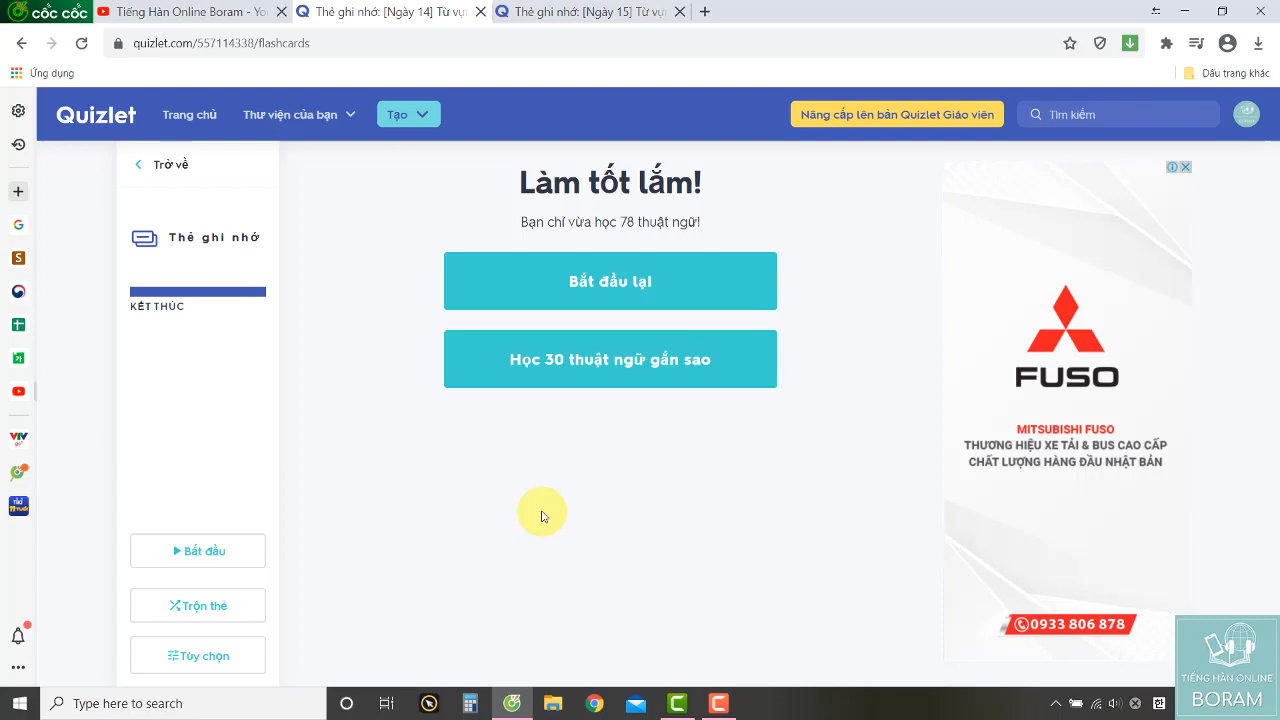 cốc cốc
Tiếng Hàn Online Boram - Yo
Thẻ ghi nhớ: [Ngày 14] Từ vự
Thẻ ghi nhớ: [Ngày 15] Từ vự
quizlet.com/557114338/flashcards
Ứng dụng
Dấu trang khác
Quizlet
Trang chủ
Thư viện của bạn
Tạo
Nâng cấp lên bản Quizlet Giáo viên
Tìm kiếm
Trở về
Thẻ ghi nhớ
KẾT THÚC
Bắt đầu
Trộn thẻ
Tùy chọn
Làm tốt lắm!
Bạn chỉ vừa học 78 thuật ngữ!
Bắt đầu lại
Học 30 thuật ngữ gắn sao
FUSO
MITSUBISHI FUSO
THƯƠNG HIỆU XE TẢI & BUS CAO CẤP
CHẤT LƯỢNG HÀNG ĐẦU NHẬT BẢN
0933 806 878
TIẾNG HÀN ONLINE
BORAM
Type here to search